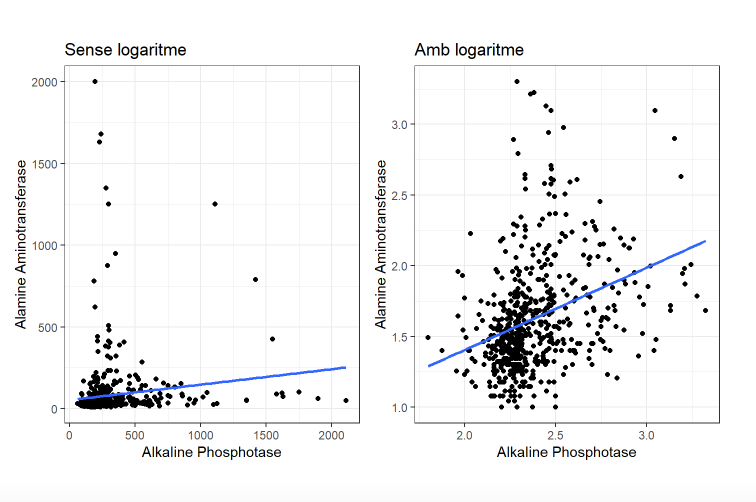 Sense logaritme
Alamine Aminotransferase
2000
1500
1000
500
0
0 500 1000 1500 2000
Alkaline Phosphotase
Amb logaritme
Alamine Aminotransferase
3.0
2.5
2.0
1.5
1.0
2.0 2.5 3.0
Alkaline Phosphotase